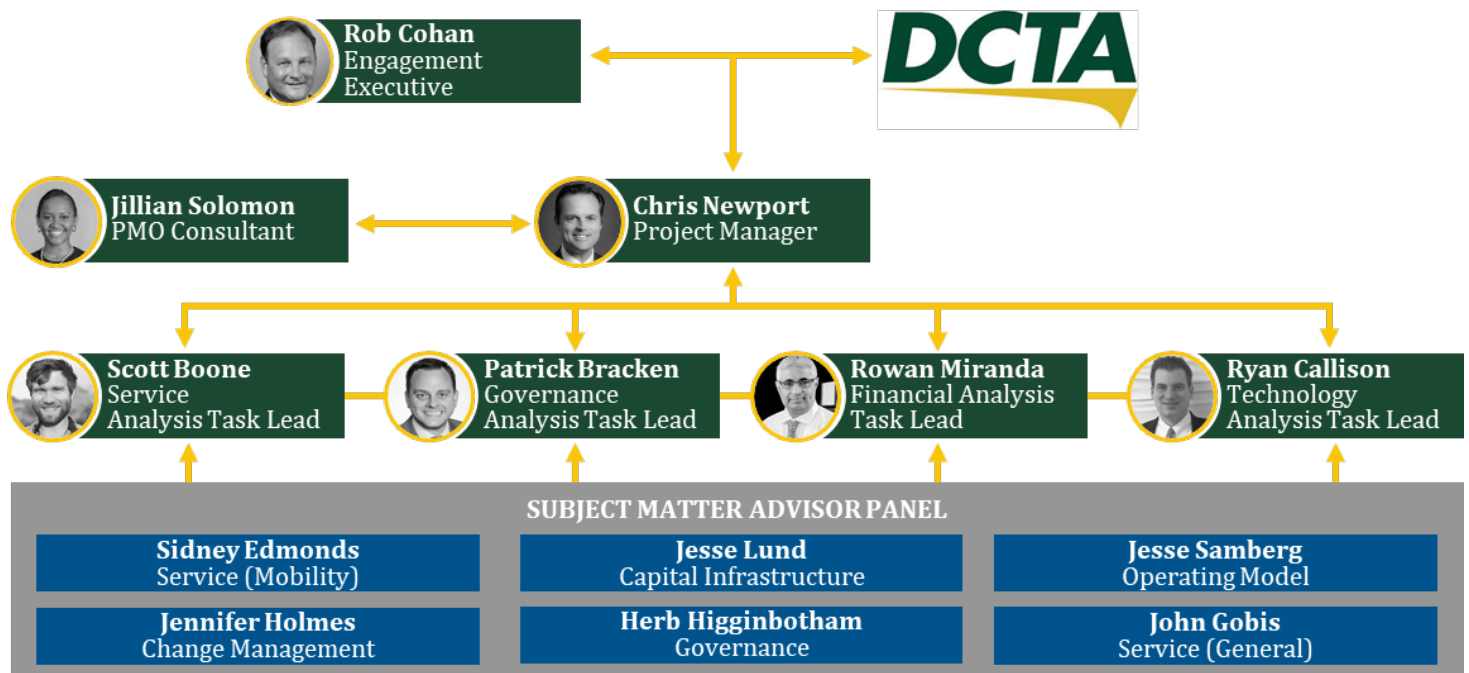 Rob Cohan
Engagement
Executive
DCTA
Jillian Solomon
PMO Consultant
Chris Newport
Project Manager
Scott Boone
Service
Analysis Task Lead
Patrick Bracken
Governance
Analysis Task Lead
Rowan Miranda
Financial Analysis
Task Lead
Ryan Callison
Technology
Analysis Task Lead
SUBJECT MATTER ADVISOR PANEL
Sidney Edmonds
Service (Mobility)
Jesse Lund
Capital Infrastructure
Jesse Samberg
Operating Model
Jennifer Holmes
Change Management
Herb Higginbotham
Governance
John Gobis
Service (General)